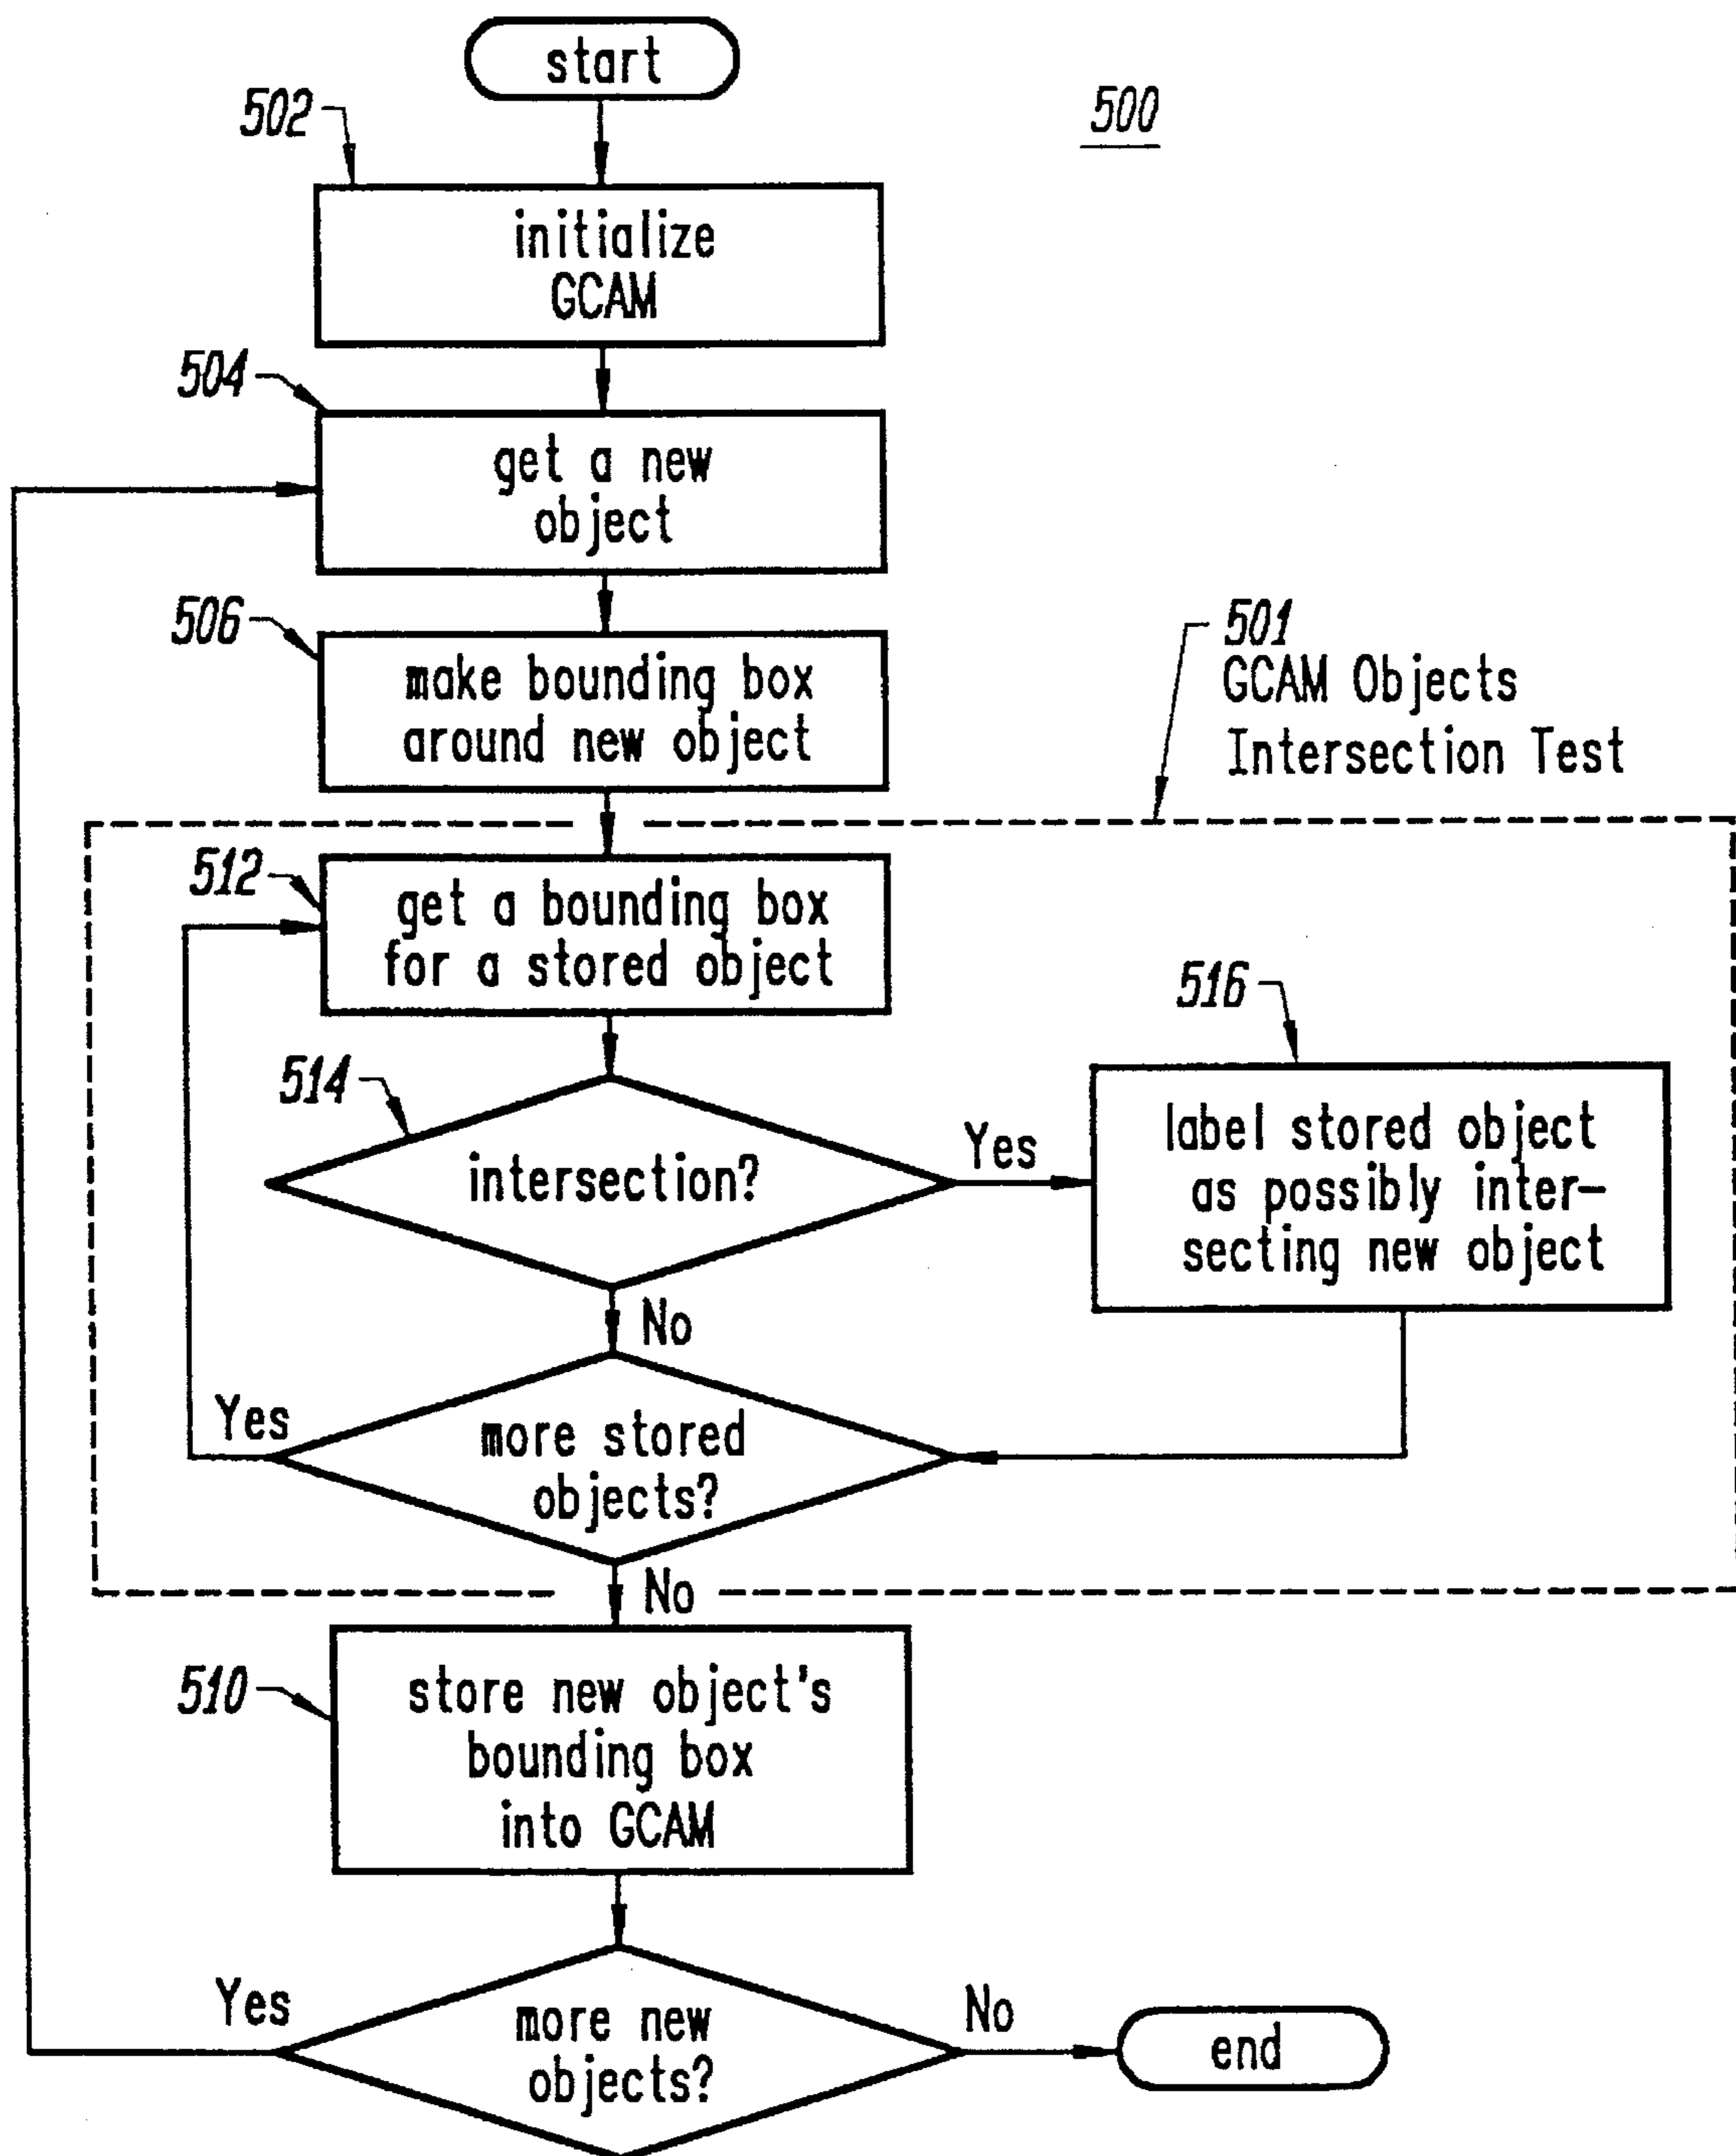 start
502
500
initialize
GCAM
504
get a new
object
506
make bounding box
around new object
501
GCAM Objects
Intersection Test
512
get a bounding box
for a stored object
514
intersection?
Yes
516
label stored object
as possibly inter-
secting new object
No
more stored
objects?
Yes
No
510
store new object's
bounding box
into GCAM
more new
objects?
Yes
No
end